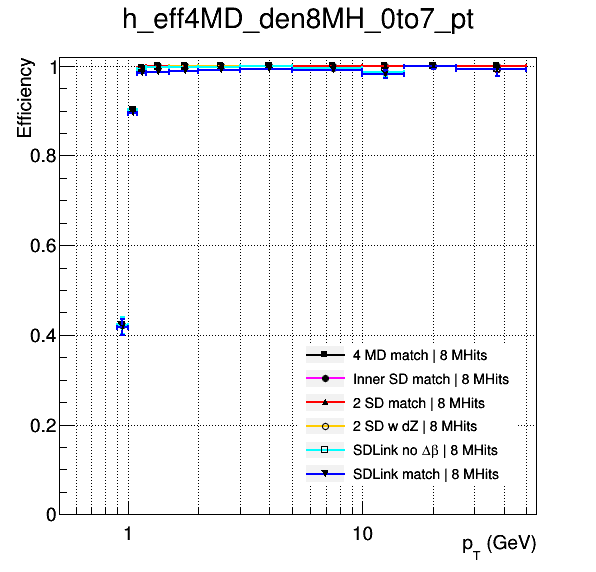 h_eff4MD_den8MH_0to7_pt
Efficiency
1
0.8
0.6
0.4
0.2
0
4 MD match | 8 MHits
Inner SD match | 8 MHits
2 SD match | 8 MHits
2 SD w dZ | 8 MHits
SDLink no Δβ | 8 MHits
SDLink match | 8 MHits
1
10
p_T (GeV)